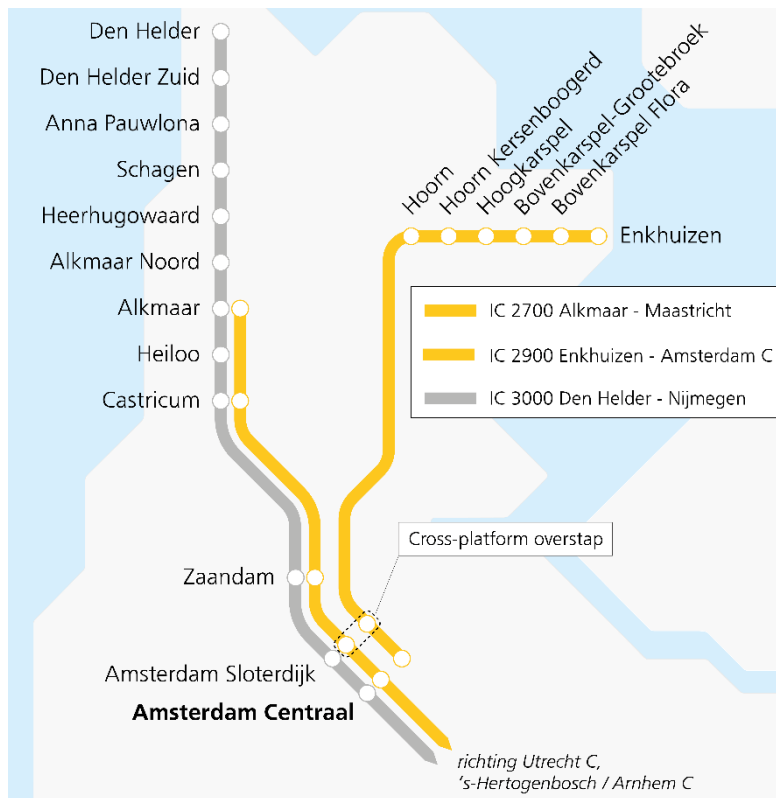 Den Helder
Den Helder Zuid
Anna Pauwlona
Schagen
Heerhugowaard
Alkmaar Noord
Alkmaar
Heiloo
Castricum
Zaandam
Amsterdam Sloterdijk
Amsterdam Centraal
Hoorn
Hoorn Kersenboogerd
Hoogkarspel
Bovenkarspel-Grootebroek
Bovenkarspel Flora
Enkhuizen
IC 2700 Alkmaar - Maastricht
IC 2900 Enkhuizen - Amsterdam C
IC 3000 Den Helder - Nijmegen
Cross-platform overstap
richting Utrecht C,
's-Hertogenbosch / Arnhem C